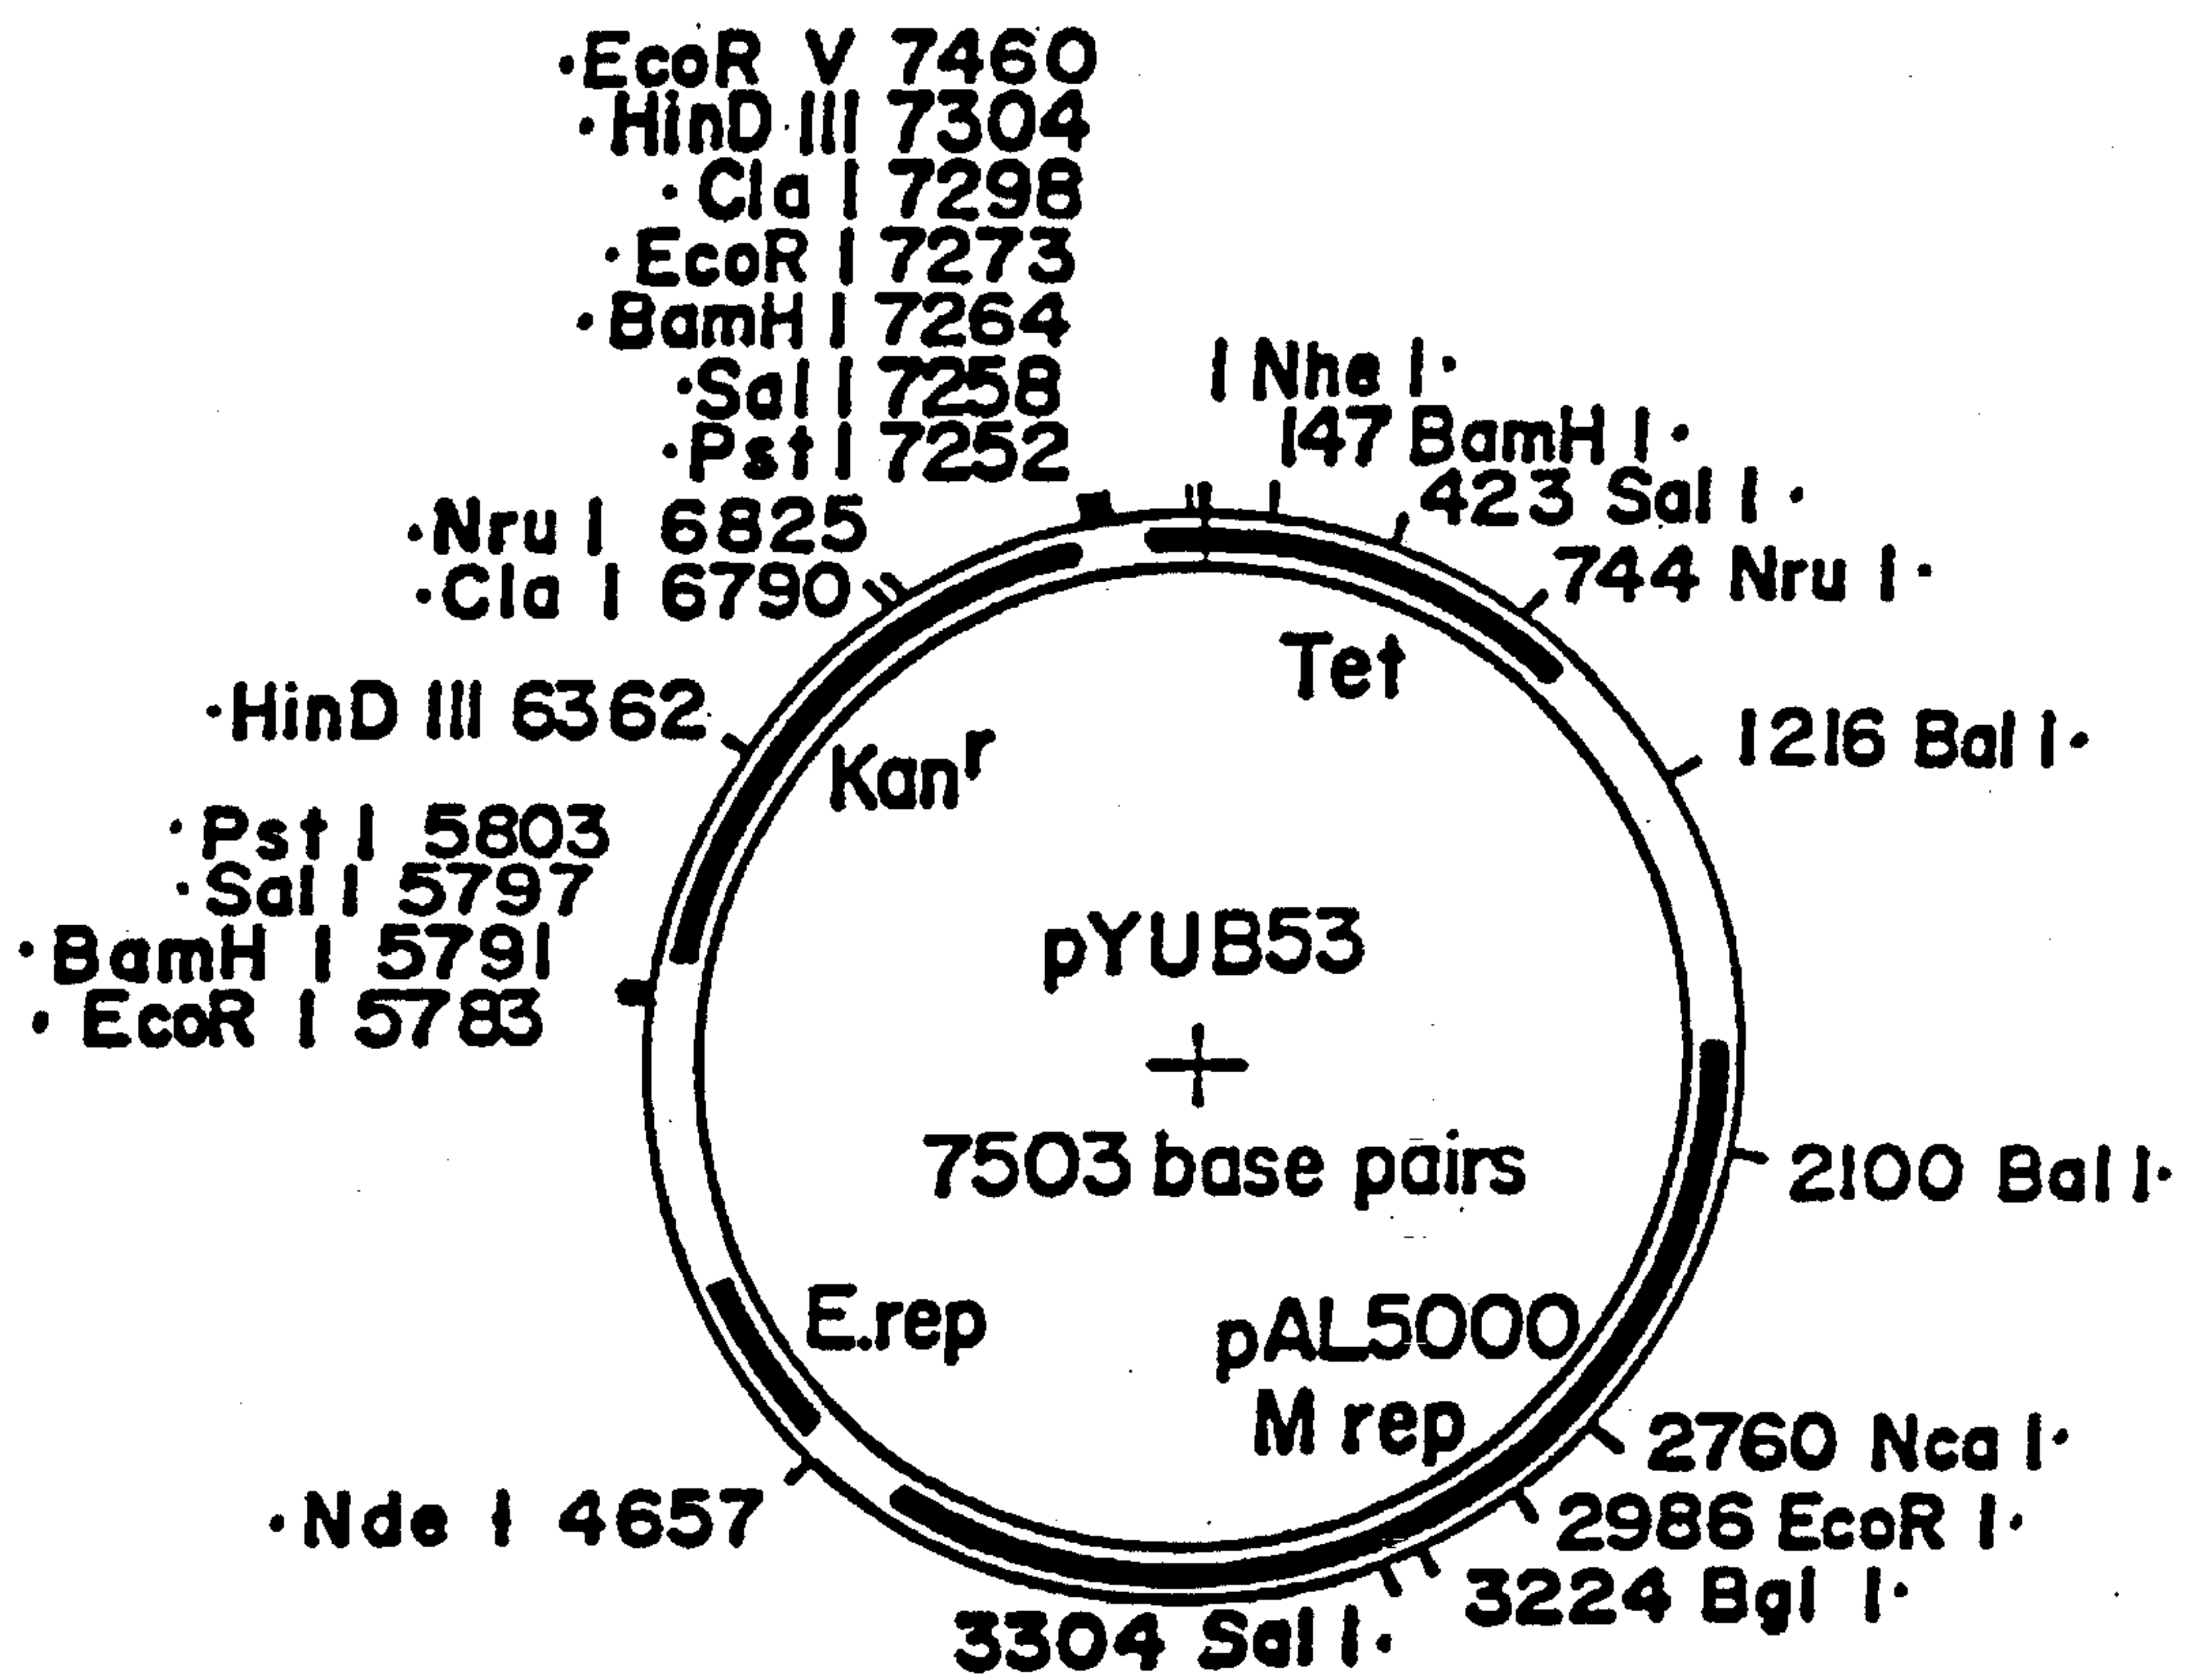 ·EcoR V 7460
·HinD III 7304
·Cla I 7298
·EcoR I 7273
·BamH I 7264
·Sal I 7258
·Pst I 7252
·Nru I 6825
·Cla I 6790
·HinD III 6362
·Pst I 5803
·Sal I 5797
·BamH I 5791
·EcoR I 5783
·Nde I 4657
1 Nhe I·
147 BamH I·
423 Sal I·
744 Nru I·
1216 Bal I·
2100 Bal I·
2760 Nca I·
2986 EcoR I·
3224 Bgl I·
3304 Sal I·
Tet
Kanʳ
pYUB53
7503 base pairs
E.rep
pAL5000
M rep